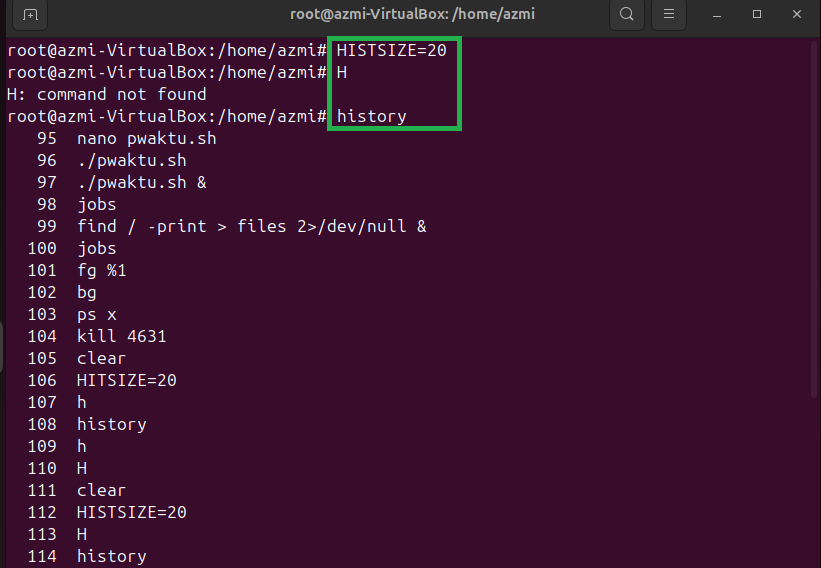 root@azmi-VirtualBox: /home/azmi
root@azmi-VirtualBox:/home/azmi# HISTSIZE=20
root@azmi-VirtualBox:/home/azmi# H
H: command not found
root@azmi-VirtualBox:/home/azmi# history
95 nano pwaktu.sh
96 ./pwaktu.sh
97 ./pwaktu.sh &
98 jobs
99 find / -print > files 2>/dev/null &
100 jobs
101 fg %1
102 bg
103 ps x
104 kill 4631
105 clear
106 HITSIZE=20
107 h
108 history
109 h
110 H
111 clear
112 HISTSIZE=20
113 H
114 history